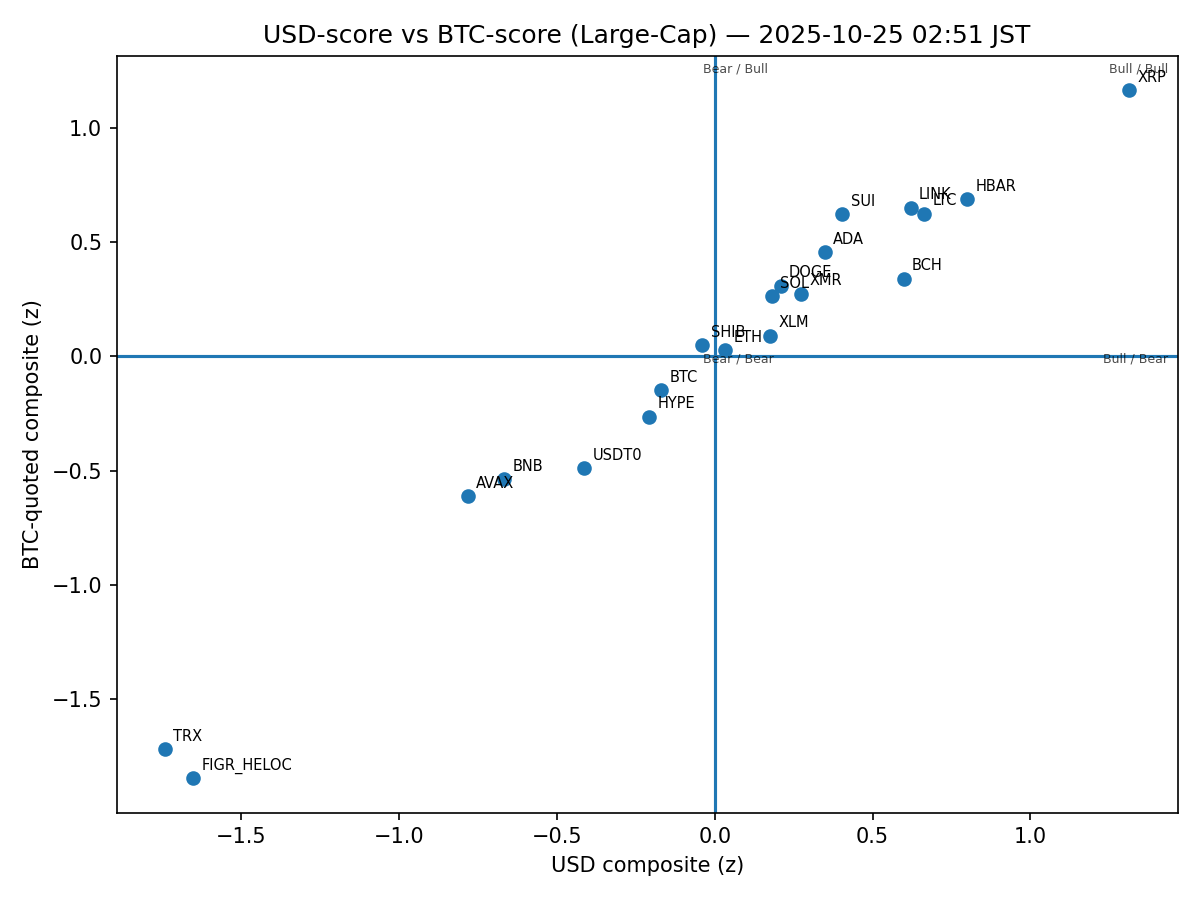 USD-score vs BTC-score (Large-Cap) — 2025-10-25 02:51 JST
Bear / Bull
Bull / Bull
XRP
HBAR
LINK
LTC
SUI
ADA
BCH
DOGE
SOL
XMR
XLM
SHIB
ETH
Bear / Bear
Bull / Bear
BTC
HYPE
USDT0
BNB
AVAX
TRX
FIGR_HELOC
1.0
0.5
0.0
−0.5
−1.0
−1.5
BTC-quoted composite (z)
−1.5
−1.0
−0.5
0.0
0.5
1.0
USD composite (z)